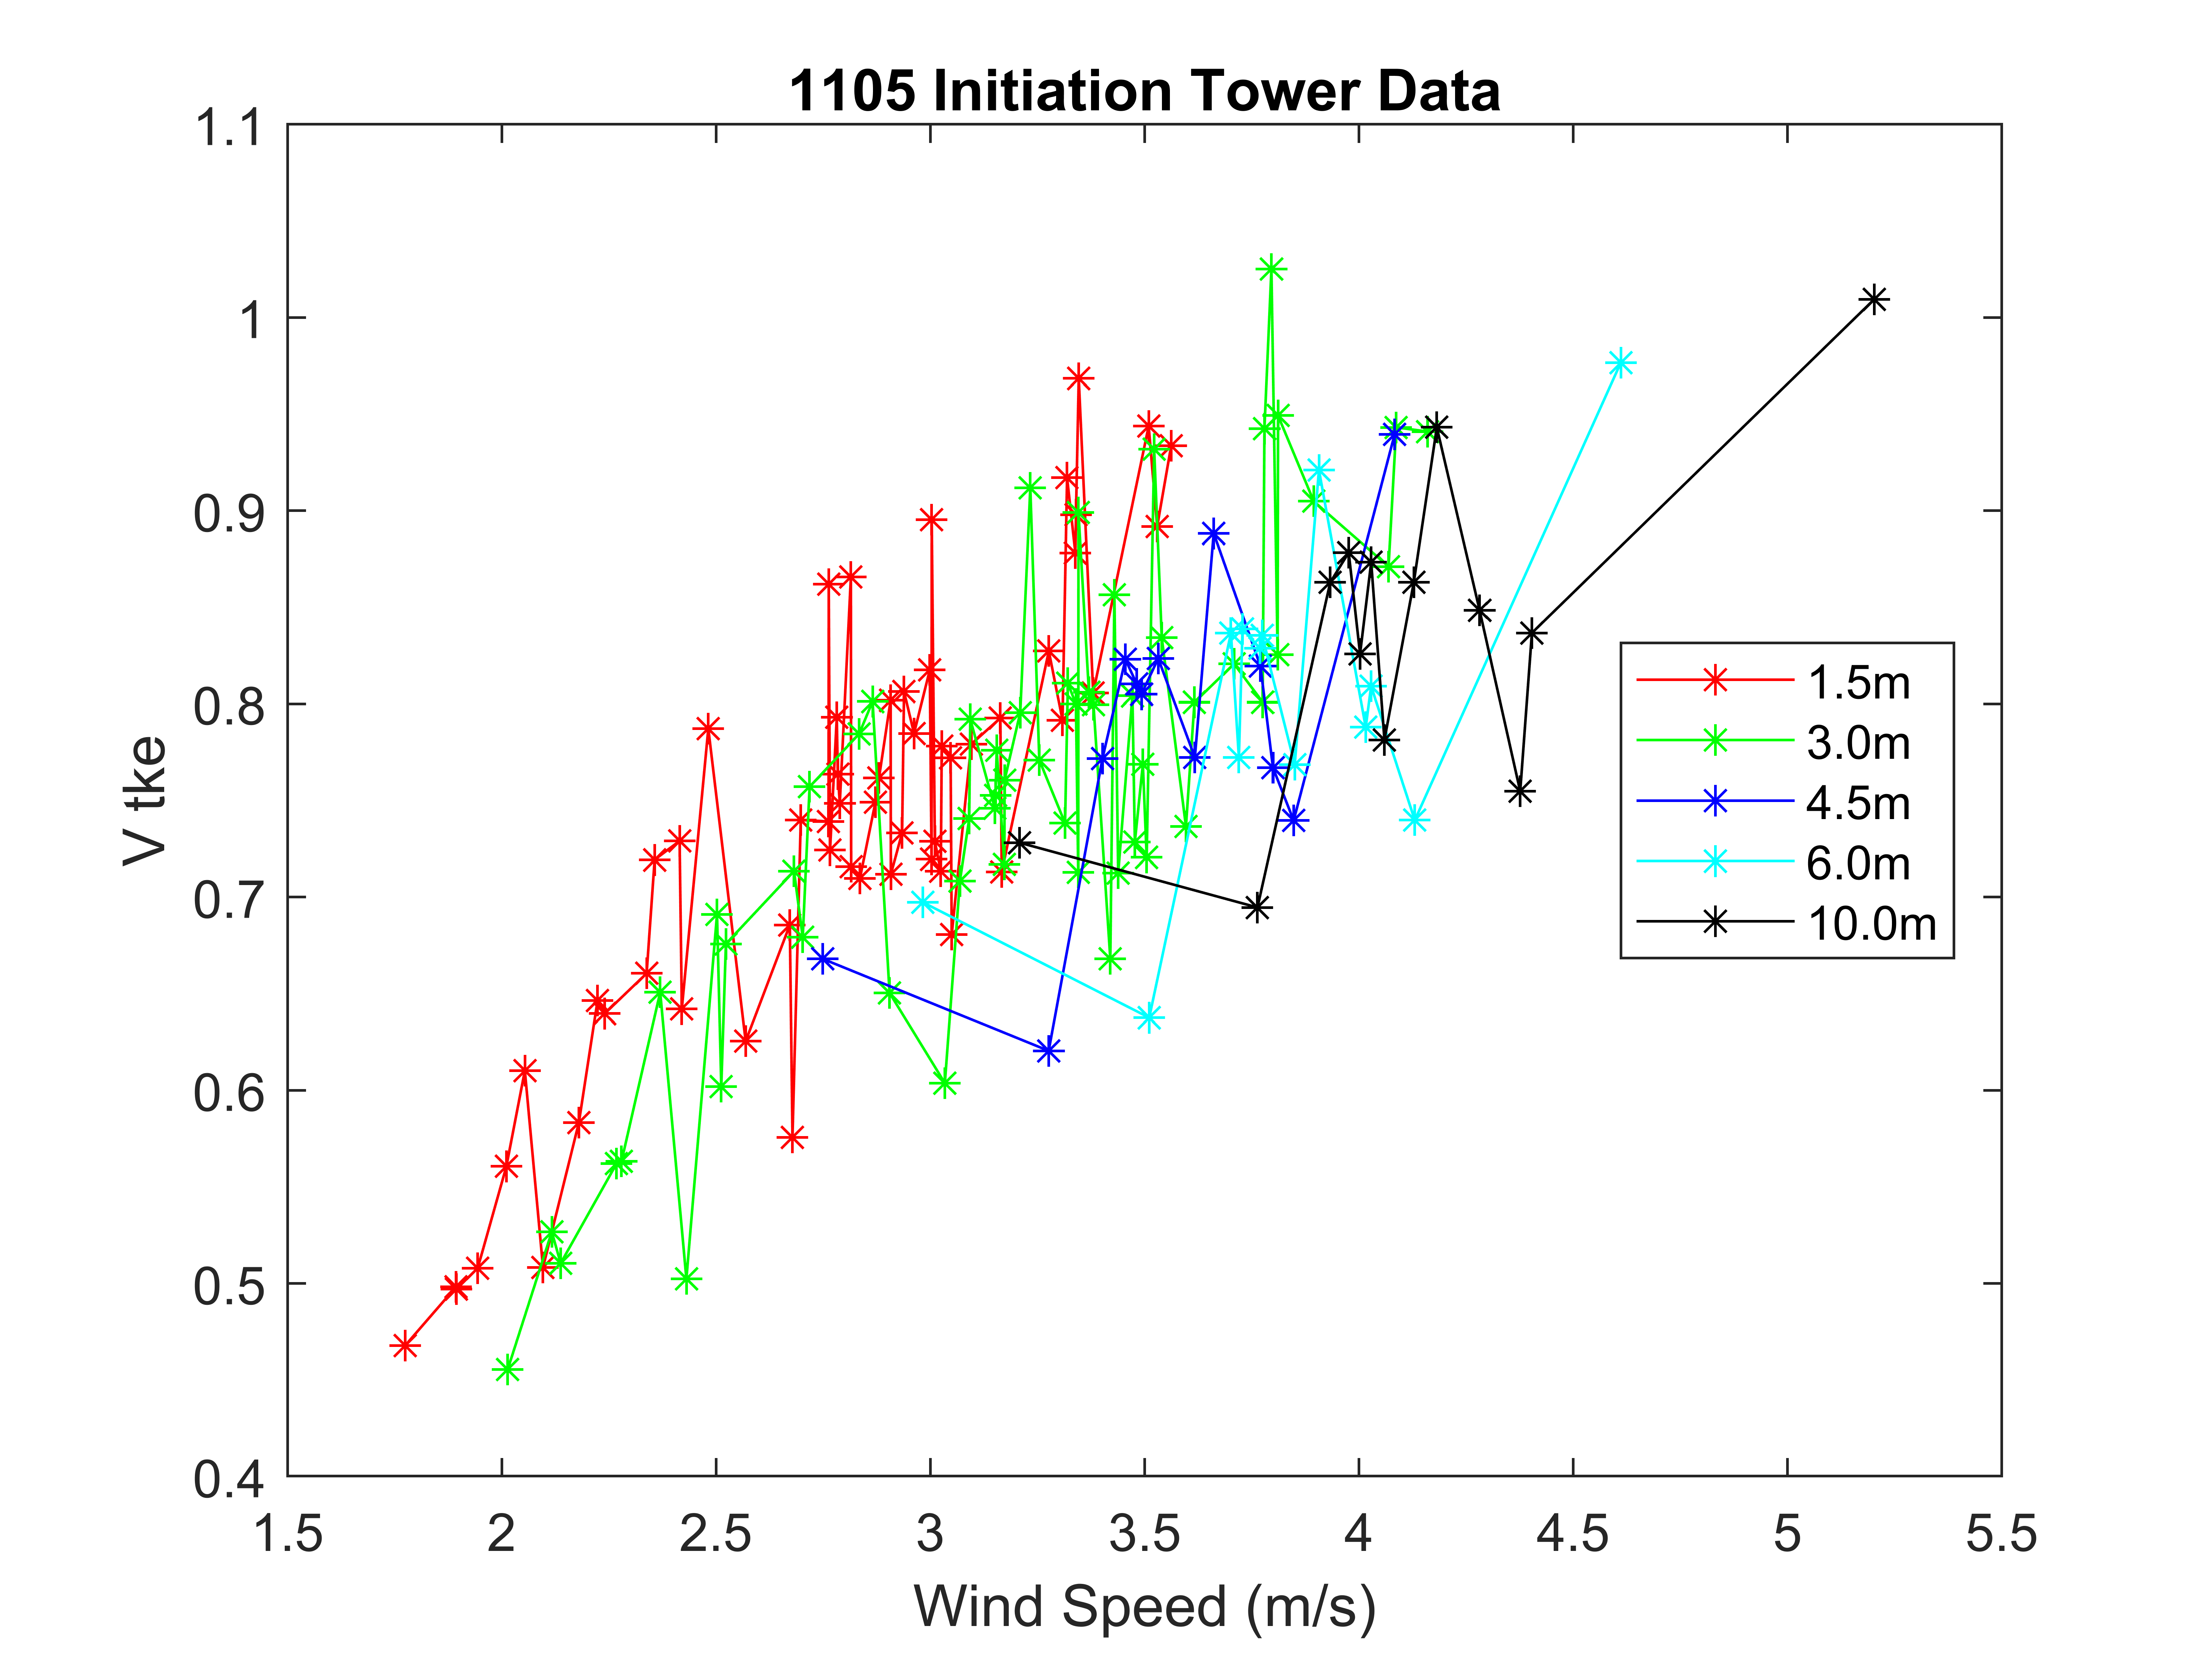 1105 Initiation Tower Data
1.1
1
0.9
0.8
0.7
0.6
0.5
0.4
V tke
1.5m
3.0m
4.5m
6.0m
10.0m
1.5 2 2.5 3 3.5 4 4.5 5 5.5
Wind Speed (m/s)